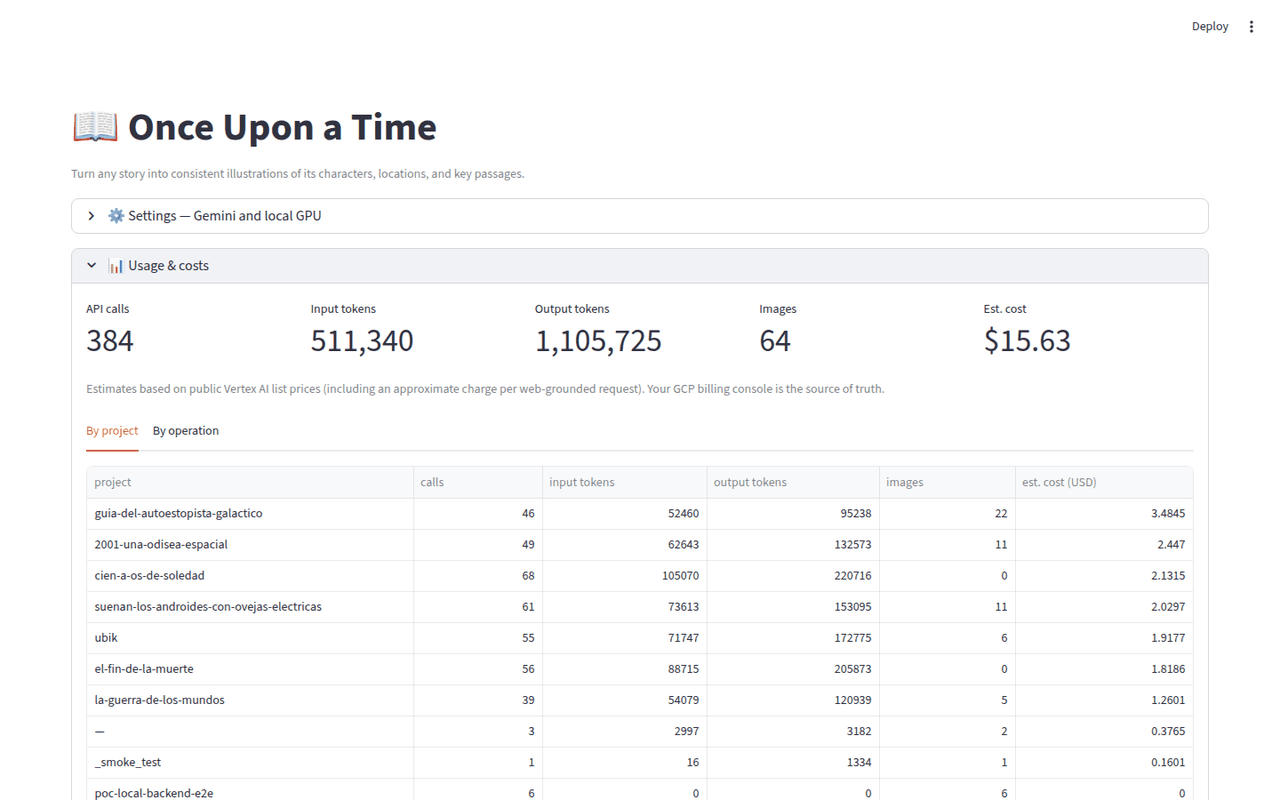 Deploy
📖 Once Upon a Time
Turn any story into consistent illustrations of its characters, locations, and key passages.
⚙️ Settings — Gemini and local GPU
📊 Usage & costs
API calls Input tokens Output tokens Images Est. cost
384 511,340 1,105,725 64 $15.63
Estimates based on public Vertex AI list prices (including an approximate charge per web-grounded request). Your GCP billing console is the source of truth.
By project By operation
project calls input tokens output tokens images est. cost (USD)
guia-del-autoestopista-galactico 46 52460 95238 22 3.4845
2001-una-odisea-espacial 49 62643 132573 11 2.447
cien-a-os-de-soledad 68 105070 220716 0 2.1315
suenan-los-androides-con-ovejas-electricas 61 73613 153095 11 2.0297
ubik 55 71747 172775 6 1.9177
el-fin-de-la-muerte 56 88715 205873 0 1.8186
la-guerra-de-los-mundos 39 54079 120939 5 1.2601
— 3 2997 3182 2 0.3765
_smoke_test 1 16 1334 1 0.1601
poc-local-backend-e2e 6 0 0 6 0